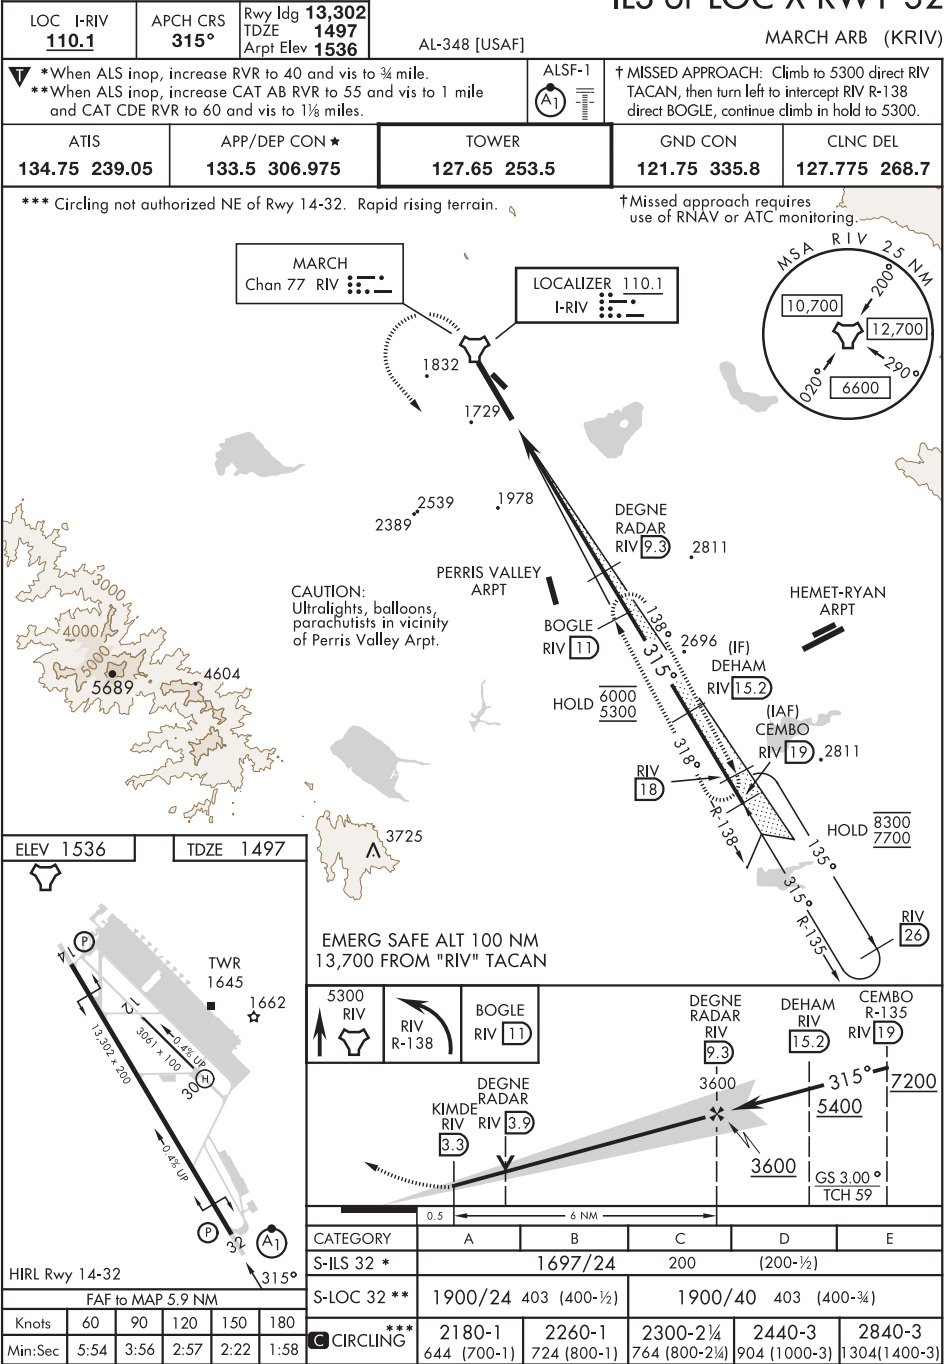 ILS or LOC X RWY 32
MARCH ARB (KRIV)
AL-348 [USAF]
LOC I-RIV
110.1
APCH CRS
315°
Rwy ldg 13,302
TDZE 1497
Arpt Elev 1536
T
*When ALS inop, increase RVR to 40 and vis to ¾ mile.
**When ALS inop, increase CAT AB RVR to 55 and vis to 1 mile
and CAT CDE RVR to 60 and vis to 1⅛ miles.
ALSF-1
A1
† MISSED APPROACH: Climb to 5300 direct RIV
TACAN, then turn left to intercept RIV R-138
direct BOGLE, continue climb in hold to 5300.
ATIS
134.75 239.05
APP/DEP CON ★
133.5 306.975
TOWER
127.65 253.5
GND CON
121.75 335.8
CLNC DEL
127.775 268.7
*** Circling not authorized NE of Rwy 14-32. Rapid rising terrain.
†Missed approach requires
use of RNAV or ATC monitoring.
MSA RIV 25 NM
200°
10,700
12,700
290°
020°
6600
MARCH
Chan 77 RIV
LOCALIZER 110.1
I-RIV
1832
1729
2539
2389
1978
DEGNE
RADAR
RIV 9.3
2811
PERRIS VALLEY
ARPT
HEMET-RYAN
ARPT
CAUTION:
Ultralights, balloons,
parachutists in vicinity
of Perris Valley Arpt.
BOGLE
RIV 11
138°
315°
2696
(IF)
DEHAM
RIV 15.2
HOLD 6000
5300
(IAF)
CEMBO
RIV 19
2811
318°
RIV
18
R-138
HOLD 8300
7700
135°
315°
R-135
RIV
26
3000
4000
5000
5689
4604
3725
EMERG SAFE ALT 100 NM
13,700 FROM "RIV" TACAN
ELEV 1536
TDZE 1497
P
14
TWR
1645
1662
12
0.4% UP
3061 x 100
13,302 x 200
30
H
0.4% UP
P
32
A1
315°
HIRL Rwy 14-32
FAF to MAP 5.9 NM
Knots 60 90 120 150 180
Min:Sec 5:54 3:56 2:57 2:22 1:58
5300
RIV
RIV
R-138
BOGLE
RIV 11
DEGNE
RADAR
RIV
9.3
DEHAM
RIV
15.2
CEMBO
R-135
RIV 19
3600
315°
7200
5400
DEGNE
RADAR
RIV 3.9
KIMDE
RIV
3.3
3600
GS 3.00°
TCH 59
0.5
6 NM
CATEGORY A B C D E
S-ILS 32 * 1697/24 200 (200-½)
S-LOC 32 ** 1900/24 403 (400-½) 1900/40 403 (400-¾)
C CIRCLING *** 2180-1 2260-1 2300-2¼ 2440-3 2840-3
644 (700-1) 724 (800-1) 764 (800-2¼) 904 (1000-3) 1304(1400-3)